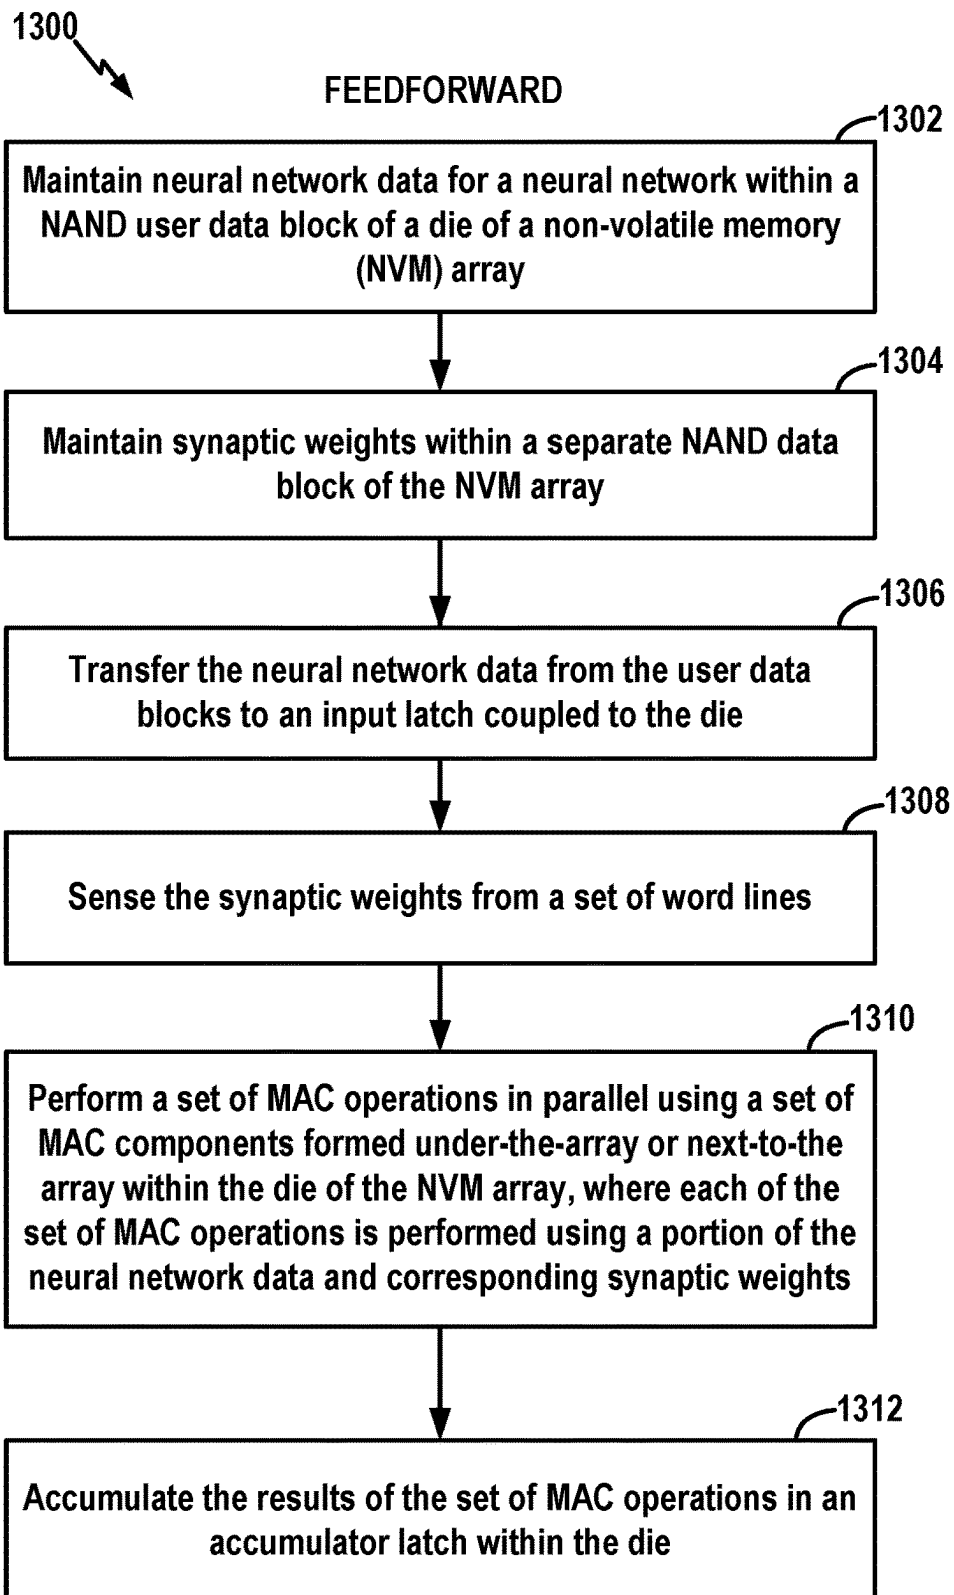 1300
FEEDFORWARD
1302
Maintain neural network data for a neural network within a
NAND user data block of a die of a non-volatile memory
(NVM) array
1304
Maintain synaptic weights within a separate NAND data
block of the NVM array
1306
Transfer the neural network data from the user data
blocks to an input latch coupled to the die
1308
Sense the synaptic weights from a set of word lines
1310
Perform a set of MAC operations in parallel using a set of
MAC components formed under-the-array or next-to-the
array within the die of the NVM array, where each of the
set of MAC operations is performed using a portion of the
neural network data and corresponding synaptic weights
1312
Accumulate the results of the set of MAC operations in an
accumulator latch within the die